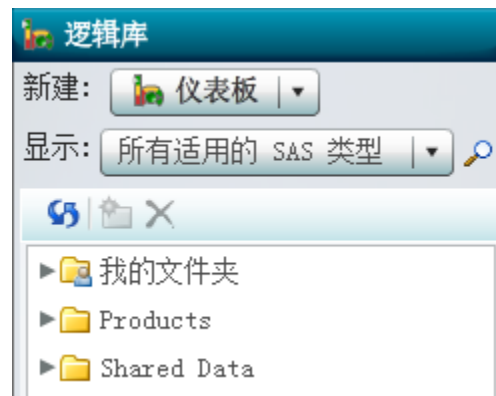 逻辑库
新建: 仪表板
显示: 所有适用的 SAS 类型
我的文件夹
Products
Shared Data